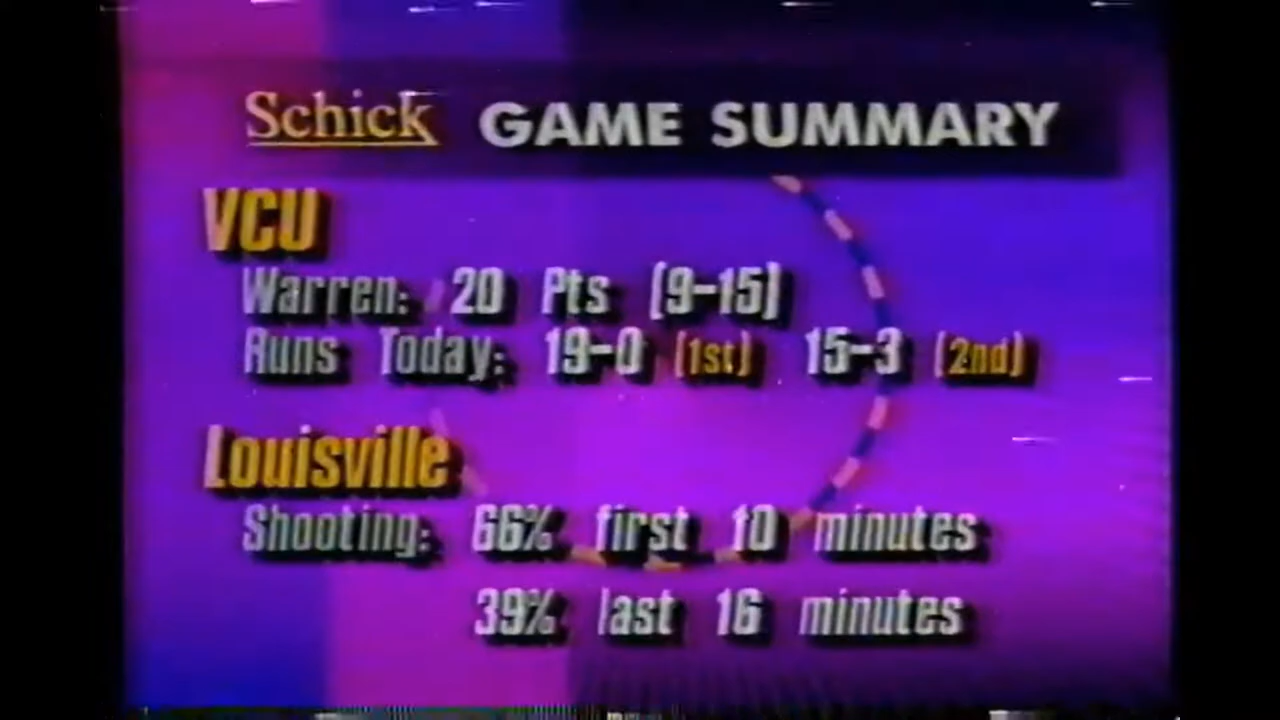 Schick GAME SUMMARY
VCU
Warren: 20 Pts (9-15)
Runs Today: 19-0 (1st) 15-3 (2nd)
Louisville
Shooting: 66% first 10 minutes
39% last 16 minutes